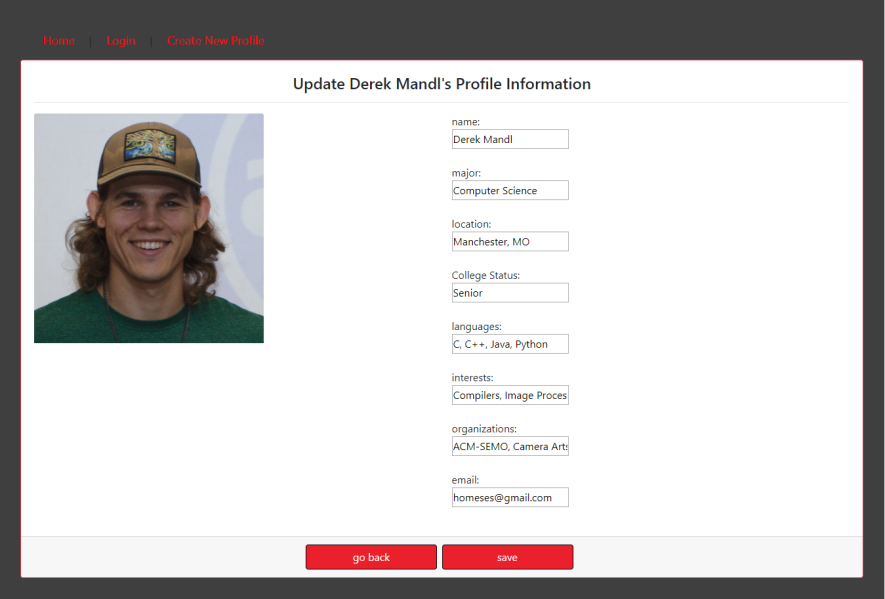 Home | Login | Create New Profile
Update Derek Mandl's Profile Information
name:
Derek Mandl
major:
Computer Science
location:
Manchester, MO
College Status:
Senior
languages:
C, C++, Java, Python
interests:
Compilers, Image Proces
organizations:
ACM-SEMO, Camera Arts
email:
homeses@gmail.com
go back save